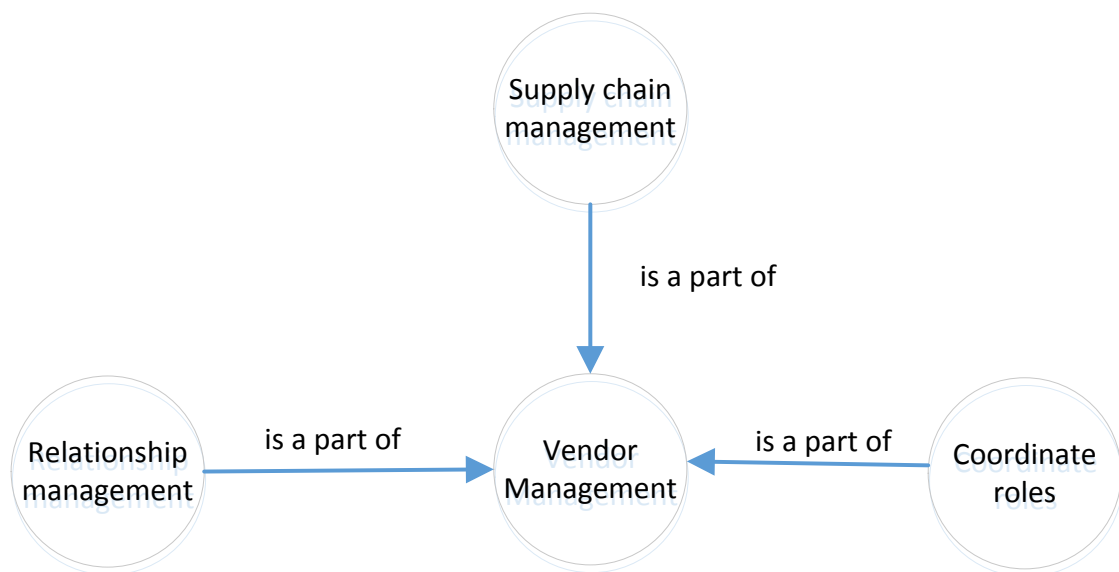 Supply chain
management
is a part of
is a part of
is a part of
Relationship
management
Vendor
Management
Coordinate
roles